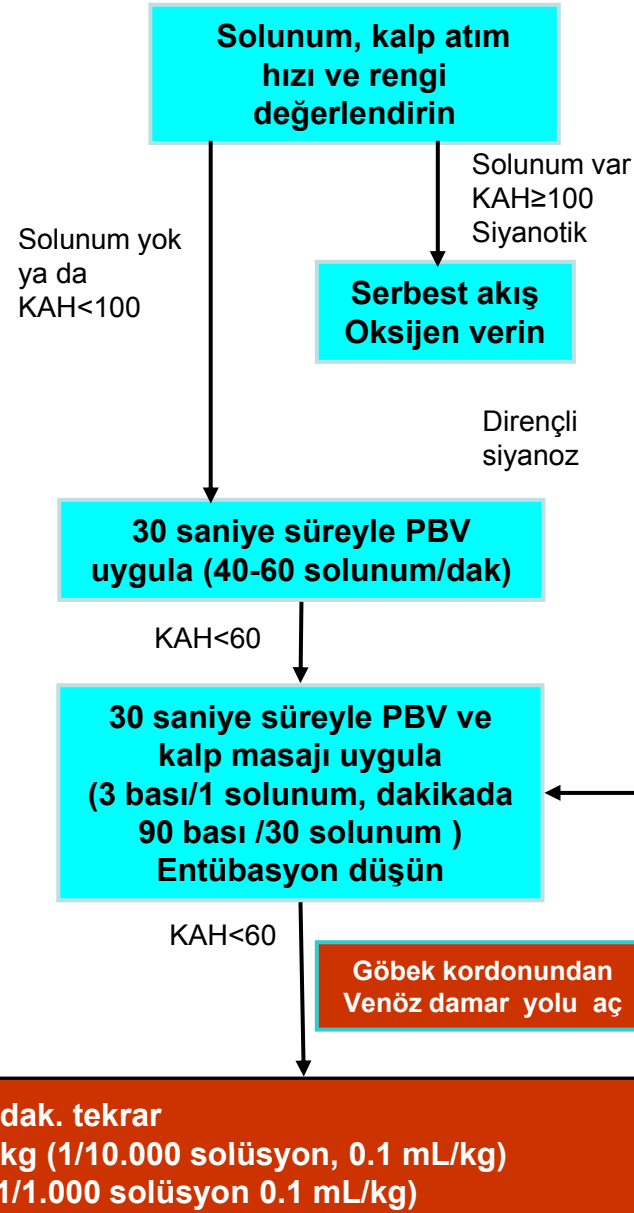 Solunum, kalp atım
hızı ve rengi
değerlendirin
Solunum var
KAH≥100
Siyanotik
Solunum yok
ya da
KAH<100
Serbest akış
Oksijen verin
Dirençli
siyanoz
30 saniye süreyle PBV
uygula (40-60 solunum/dak)
KAH<60
30 saniye süreyle PBV ve
kalp masajı uygula
(3 bası/1 solunum, dakikada
90 bası /30 solunum )
Entübasyon düşün
KAH<60
Göbek kordonundan
Venöz damar yolu aç
dak. tekrar
kg (1/10.000 solüsyon, 0.1 mL/kg)
1/1.000 solüsyon 0.1 mL/kg)